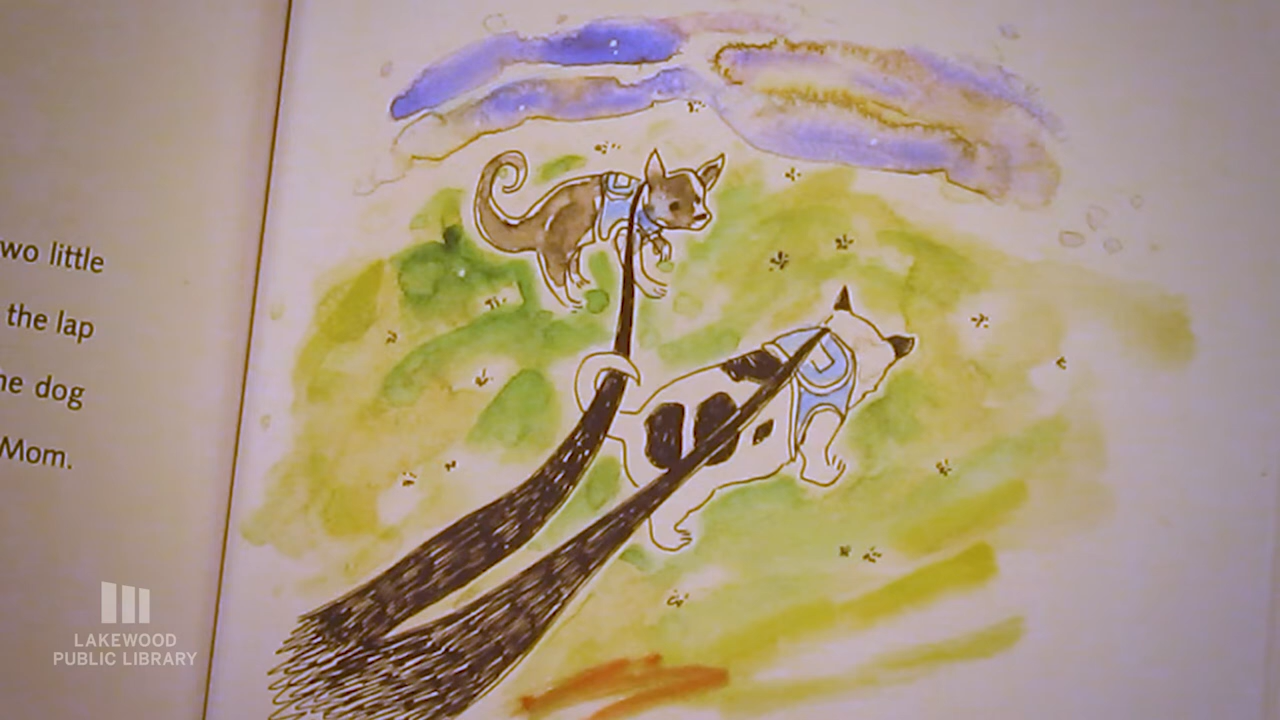 wo little
the lap
he dog
Mom.
LAKEWOOD
PUBLIC LIBRARY